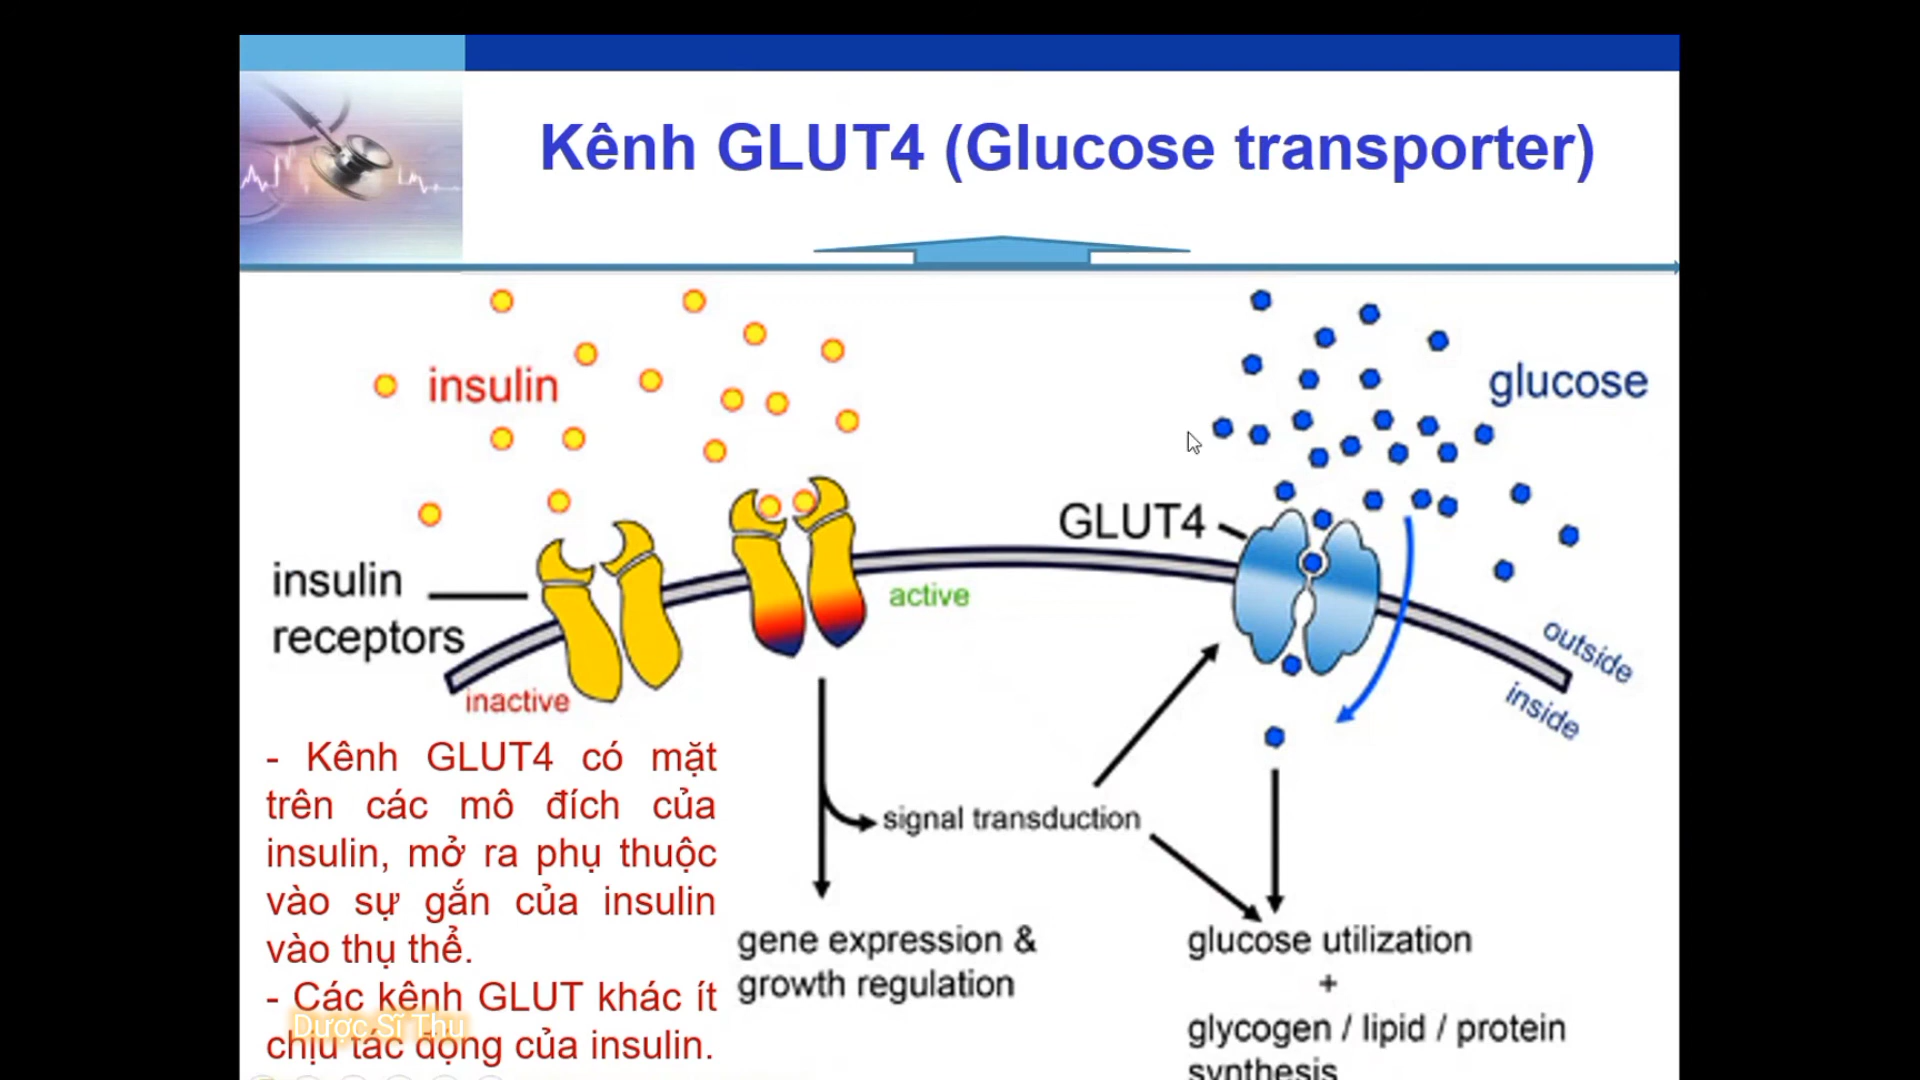 Kênh GLUT4 (Glucose transporter)
insulin
glucose
GLUT4
insulin
receptors
active
inactive
outside
inside
- Kênh GLUT4 có mặt
trên các mô đích của
insulin, mở ra phụ thuộc
vào sự gắn của insulin
vào thụ thể.
- Các kênh GLUT khác ít
chịu tác động của insulin.
Dược Sĩ Thu
signal transduction
gene expression &
growth regulation
glucose utilization
+
glycogen / lipid / protein
synthesis